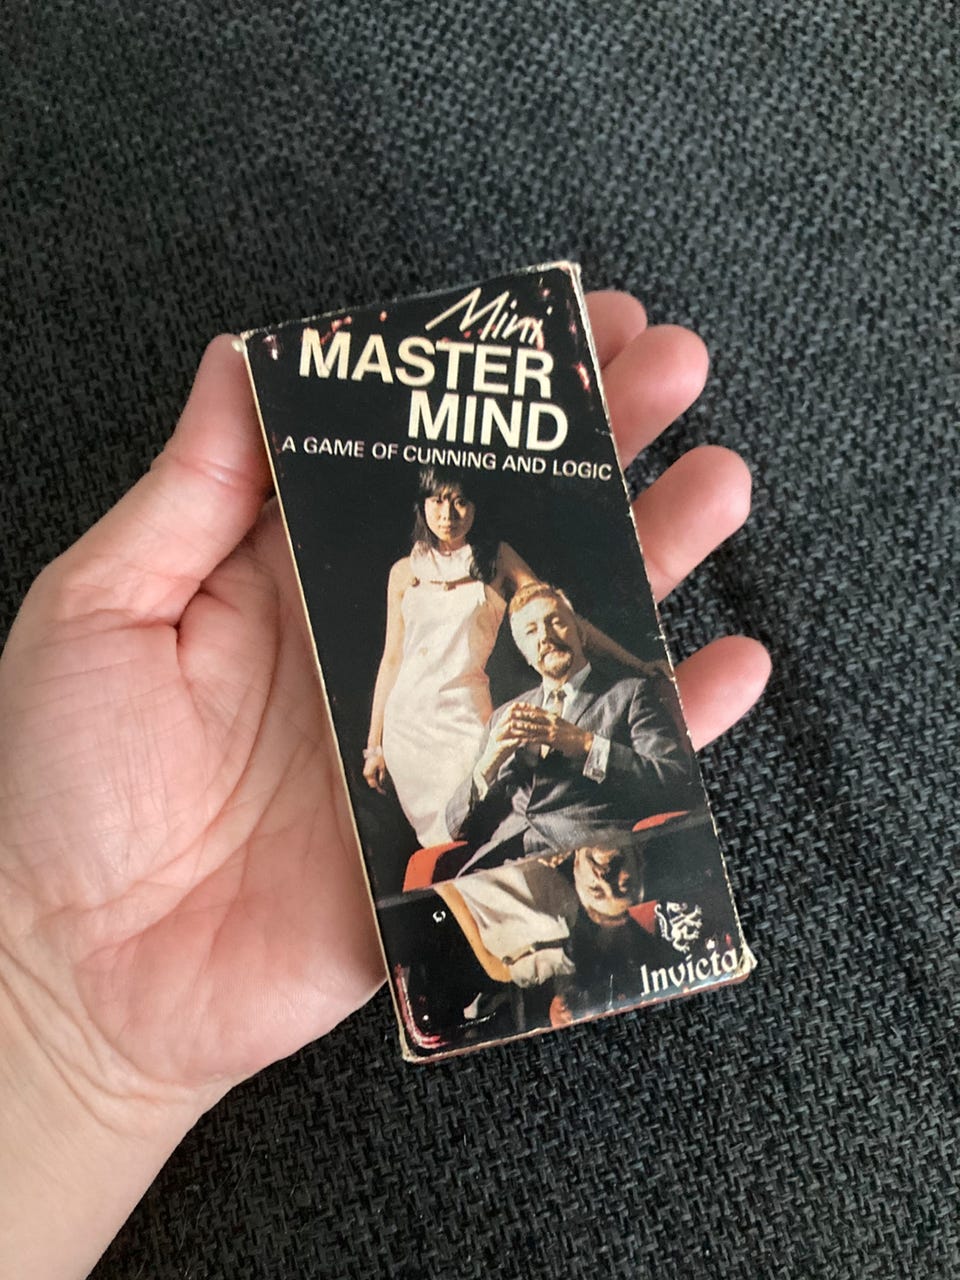 Mini
MASTER
MIND
A GAME OF CUNNING AND LOGIC
Invicta